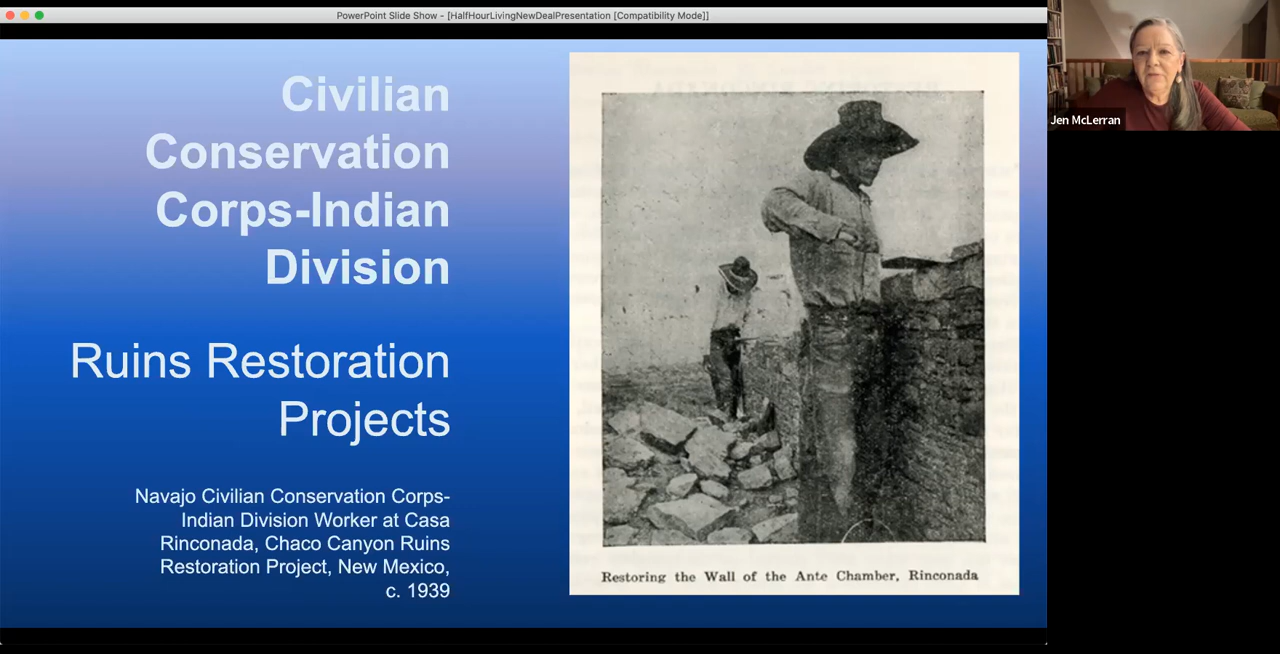 PowerPoint Slide Show - [HalfHourLivingNewDealPresentation [Compatibility Mode]]
Civilian
Conservation
Corps-Indian
Division
Ruins Restoration
Projects
Navajo Civilian Conservation Corps-
Indian Division Worker at Casa
Rinconada, Chaco Canyon Ruins
Restoration Project, New Mexico,
c. 1939
Restoring the Wall of the Ante Chamber, Rinconada
Jen McLerran